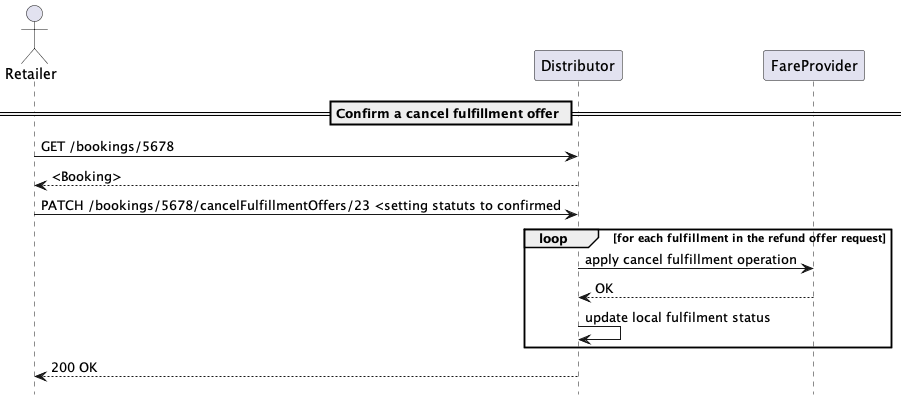 Retailer
Distributor
FareProvider
Confirm a cancel fulfillment offer
GET /bookings/5678
<Booking>
PATCH /bookings/5678/cancelFulfillmentOffers/23 <setting statuts to confirmed
loop [for each fulfillment in the refund offer request]
apply cancel fulfillment operation
OK
update local fulfilment status
200 OK